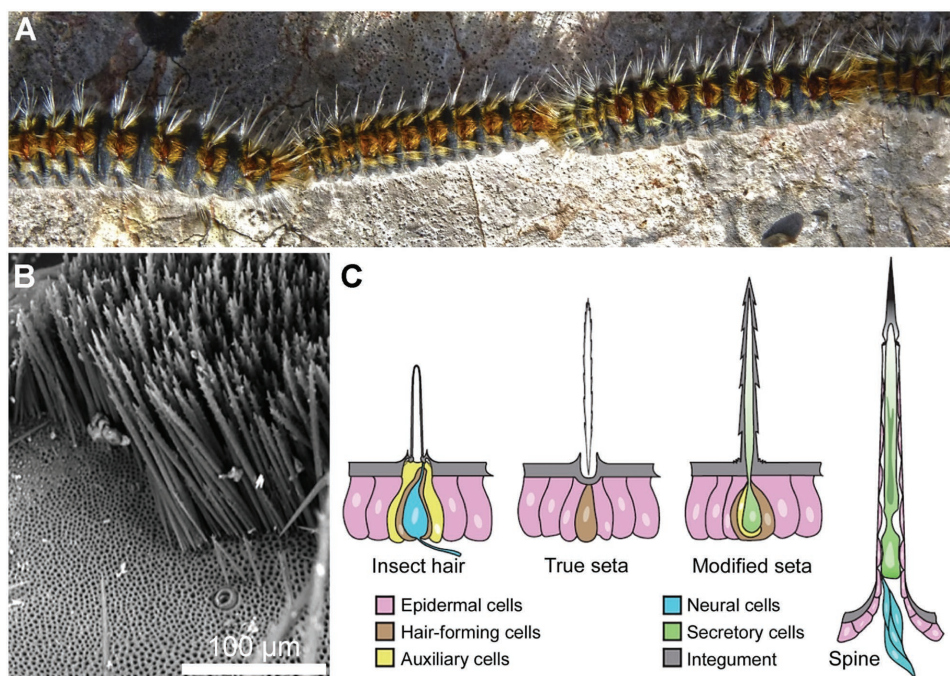 A
B
C
100 µm
Insect hair
True seta
Modified seta
Spine
Epidermal cells
Hair-forming cells
Auxiliary cells
Neural cells
Secretory cells
Integument